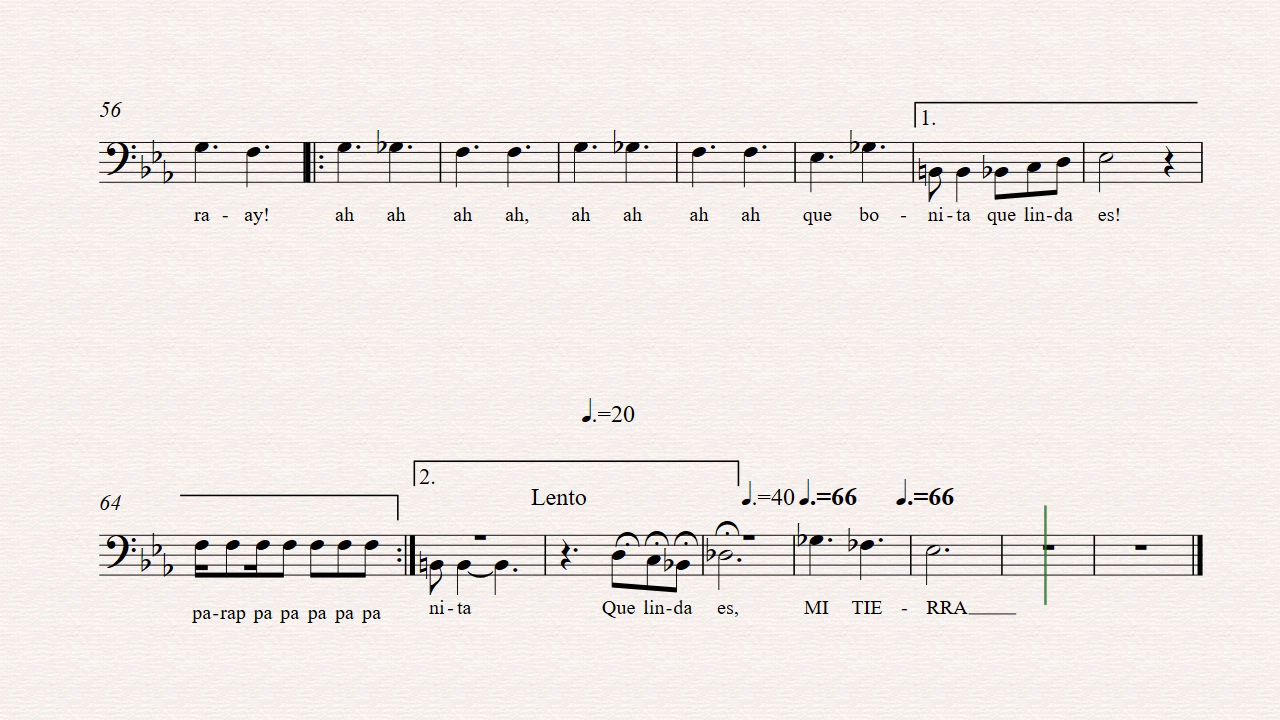 56
1.
ra - ay! ah ah ah ah, ah ah ah ah que bo - ni - ta que lin - da es!
♩.=20
2.
64 Lento ♩.=40 ♩.=66 ♩.=66
pa - rap pa pa pa pa pa ni - ta Que lin - da es, MI TIE - RRA____